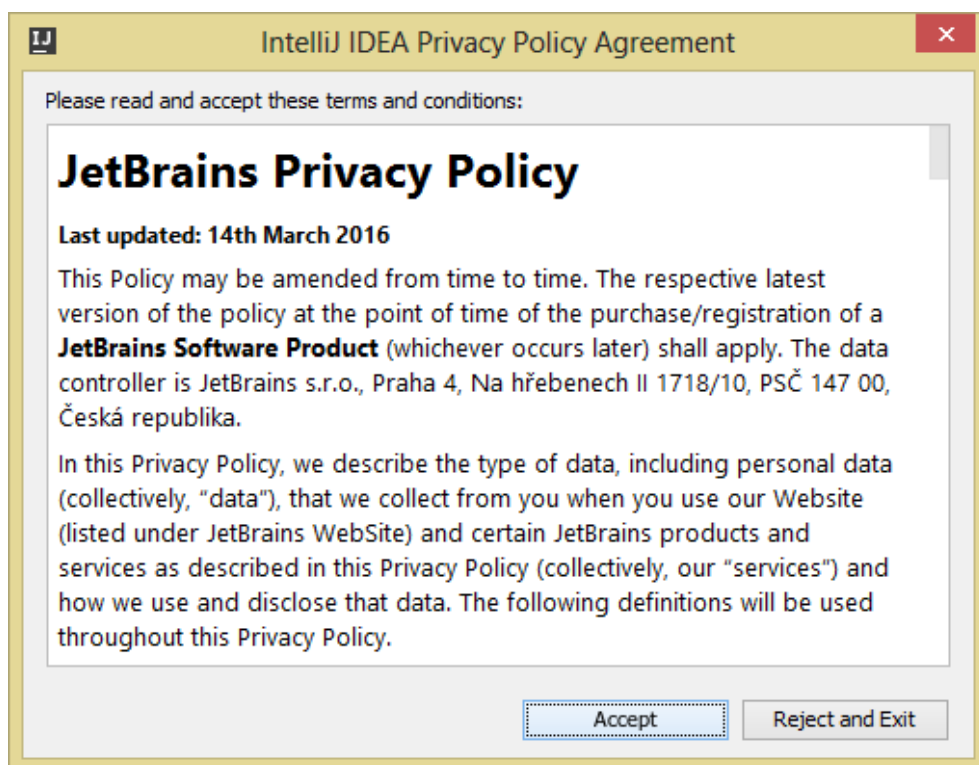 IJ
IntelliJ IDEA Privacy Policy Agreement
Please read and accept these terms and conditions:
JetBrains Privacy Policy
Last updated: 14th March 2016
This Policy may be amended from time to time. The respective latest
version of the policy at the point of time of the purchase/registration of a
JetBrains Software Product (whichever occurs later) shall apply. The data
controller is JetBrains s.r.o., Praha 4, Na hřebenech II 1718/10, PSČ 147 00,
Česká republika.
In this Privacy Policy, we describe the type of data, including personal data
(collectively, “data”), that we collect from you when you use our Website
(listed under JetBrains WebSite) and certain JetBrains products and
services as described in this Privacy Policy (collectively, our “services”) and
how we use and disclose that data. The following definitions will be used
throughout this Privacy Policy.
Accept Reject and Exit